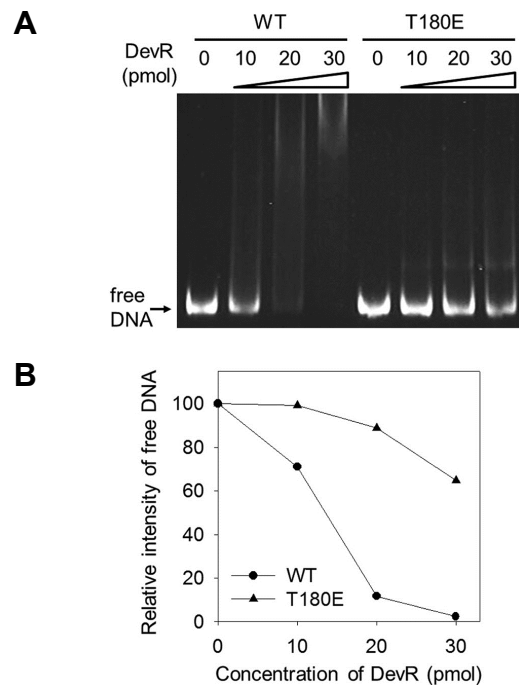 A
WT T180E
DevR
(pmol)
0 10 20 30 0 10 20 30
free
DNA
B
Relative intensity of free DNA
100
80
60
40
20
0
WT
T180E
0 10 20 30
Concentration of DevR (pmol)